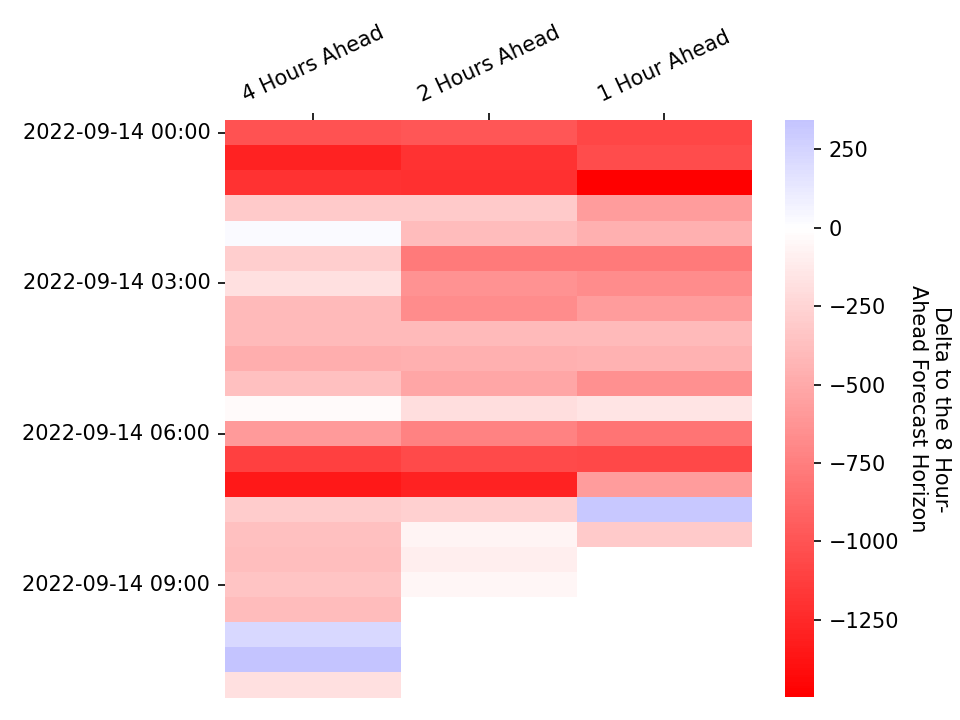 4 Hours Ahead
2 Hours Ahead
1 Hour Ahead
2022-09-14 00:00
2022-09-14 03:00
2022-09-14 06:00
2022-09-14 09:00
250
0
−250
−500
−750
−1000
−1250
Delta to the 8 Hour-
Ahead Forecast Horizon